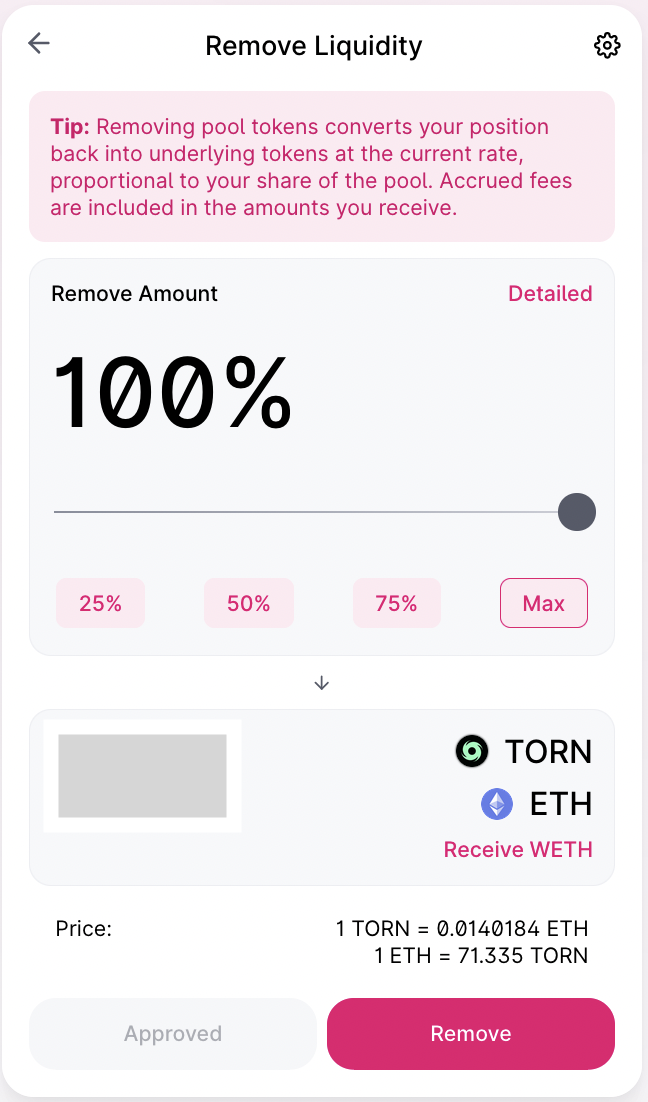 Remove Liquidity
Tip: Removing pool tokens converts your position
back into underlying tokens at the current rate,
proportional to your share of the pool. Accrued fees
are included in the amounts you receive.
Remove Amount
Detailed
100%
25%
50%
75%
Max
TORN
ETH
Receive WETH
Price:
1 TORN = 0.0140184 ETH
1 ETH = 71.335 TORN
Approved
Remove